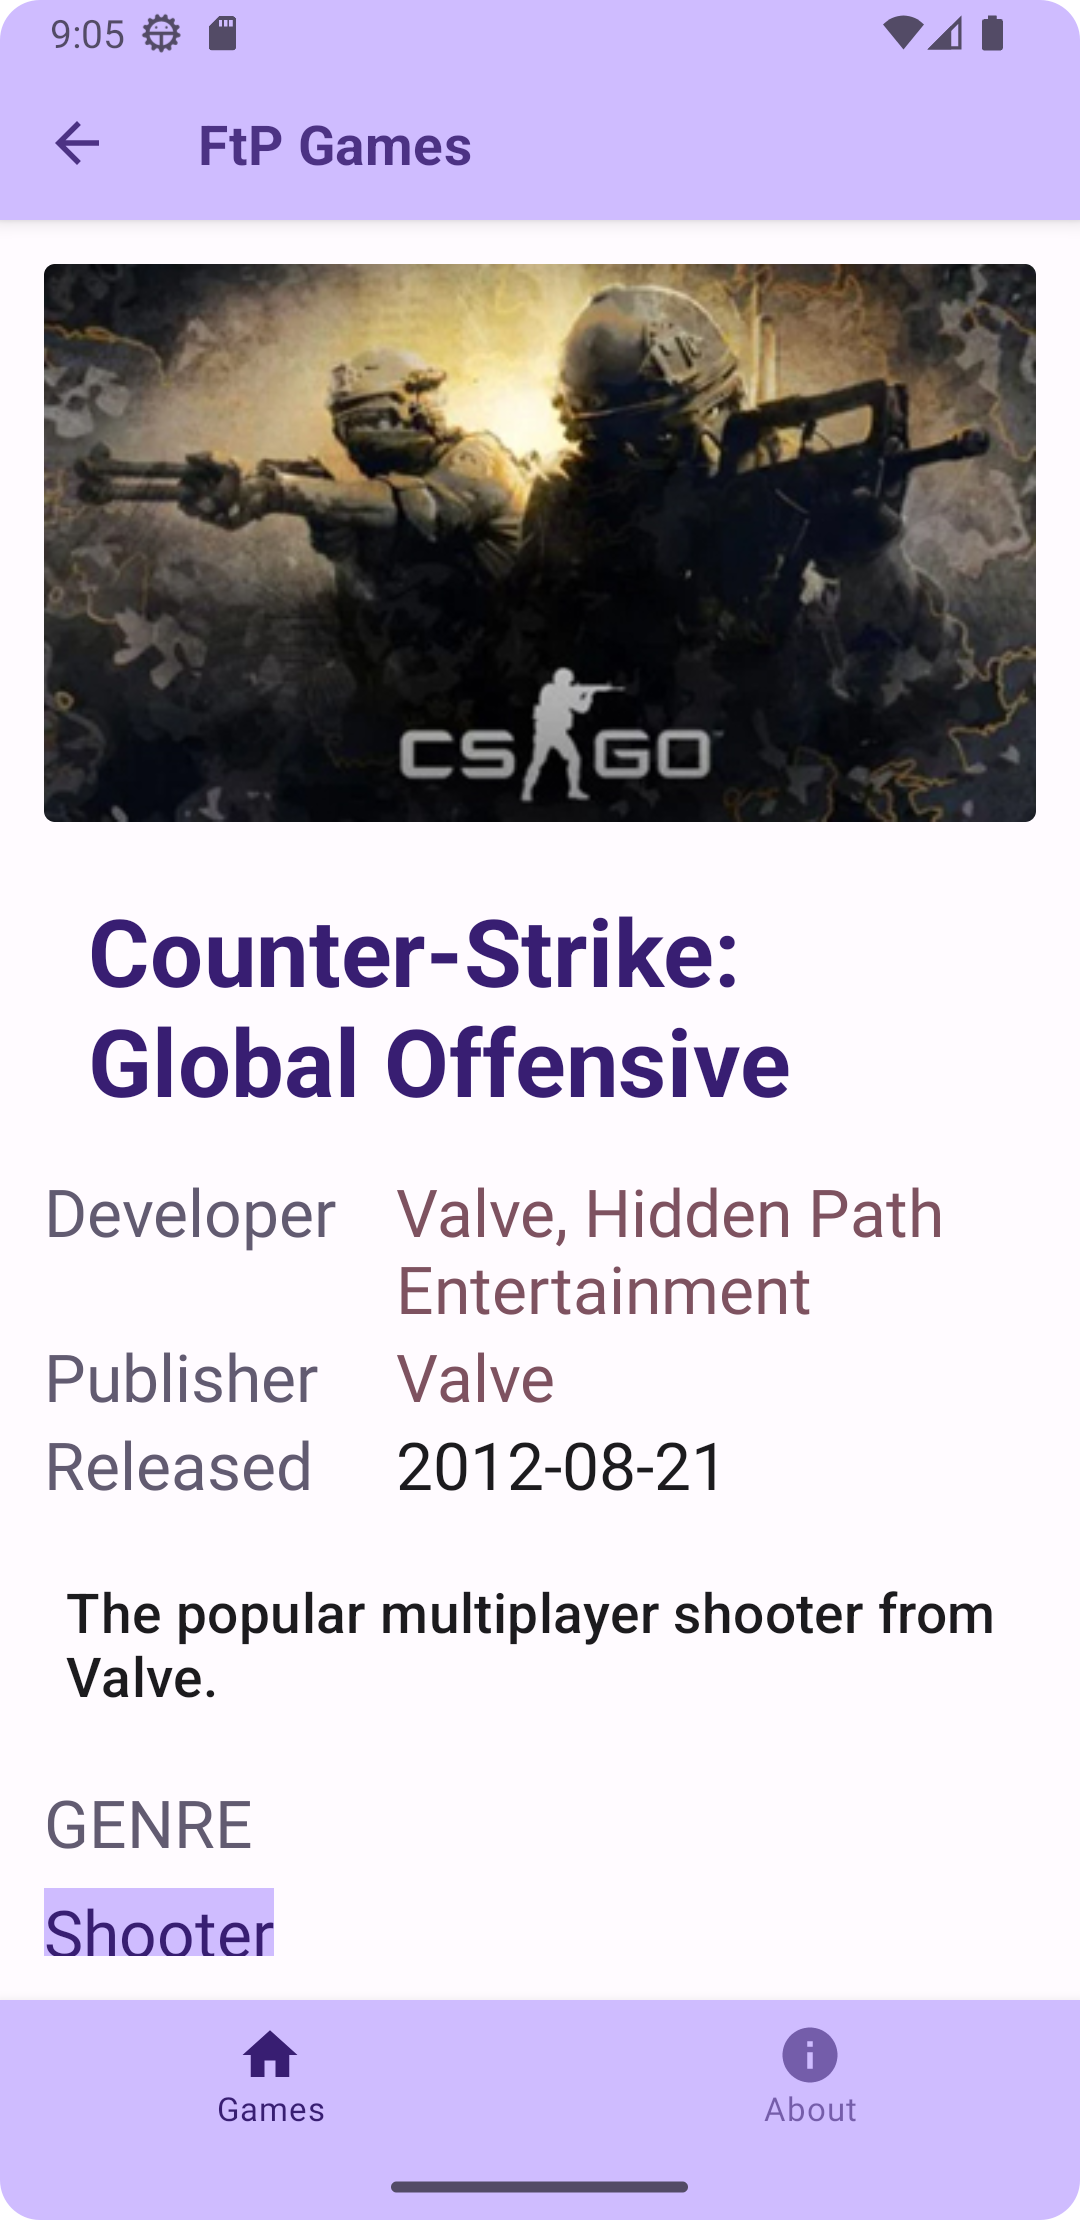 9:05
FtP Games
CS GO
Counter-Strike:
Global Offensive
Developer Valve, Hidden Path
Entertainment
Publisher Valve
Released 2012-08-21
The popular multiplayer shooter from
Valve.
GENRE
Shooter
Games About